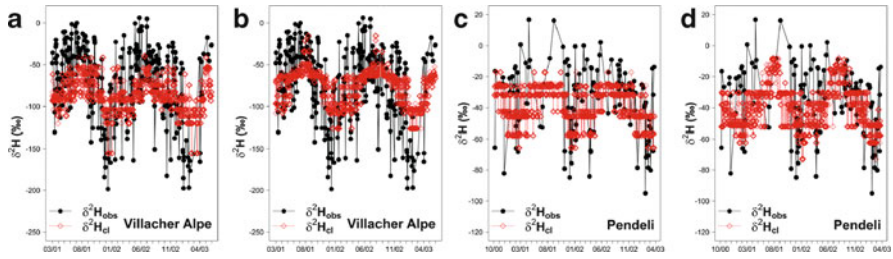 a
δ²H (‰)
0
-50
-100
-150
-200
-250
δ²Hobs
δ²Hcl
Villacher Alpe
03/01 08/01 01/02 06/02 11/02 04/03
b
δ²H (‰)
0
-50
-100
-150
-200
-250
δ²Hobs
δ²Hcl
Villacher Alpe
03/01 08/01 01/02 06/02 11/02 04/03
c
δ²H (‰)
20
0
-20
-40
-60
-80
-100
-120
δ²Hobs
δ²Hcl
Pendeli
10/00 03/01 08/01 01/02 06/02 11/02 04/03
d
δ²H (‰)
20
0
-20
-40
-60
-80
-100
-120
δ²Hobs
δ²Hcl
Pendeli
10/00 03/01 08/01 01/02 06/02 11/02 04/03